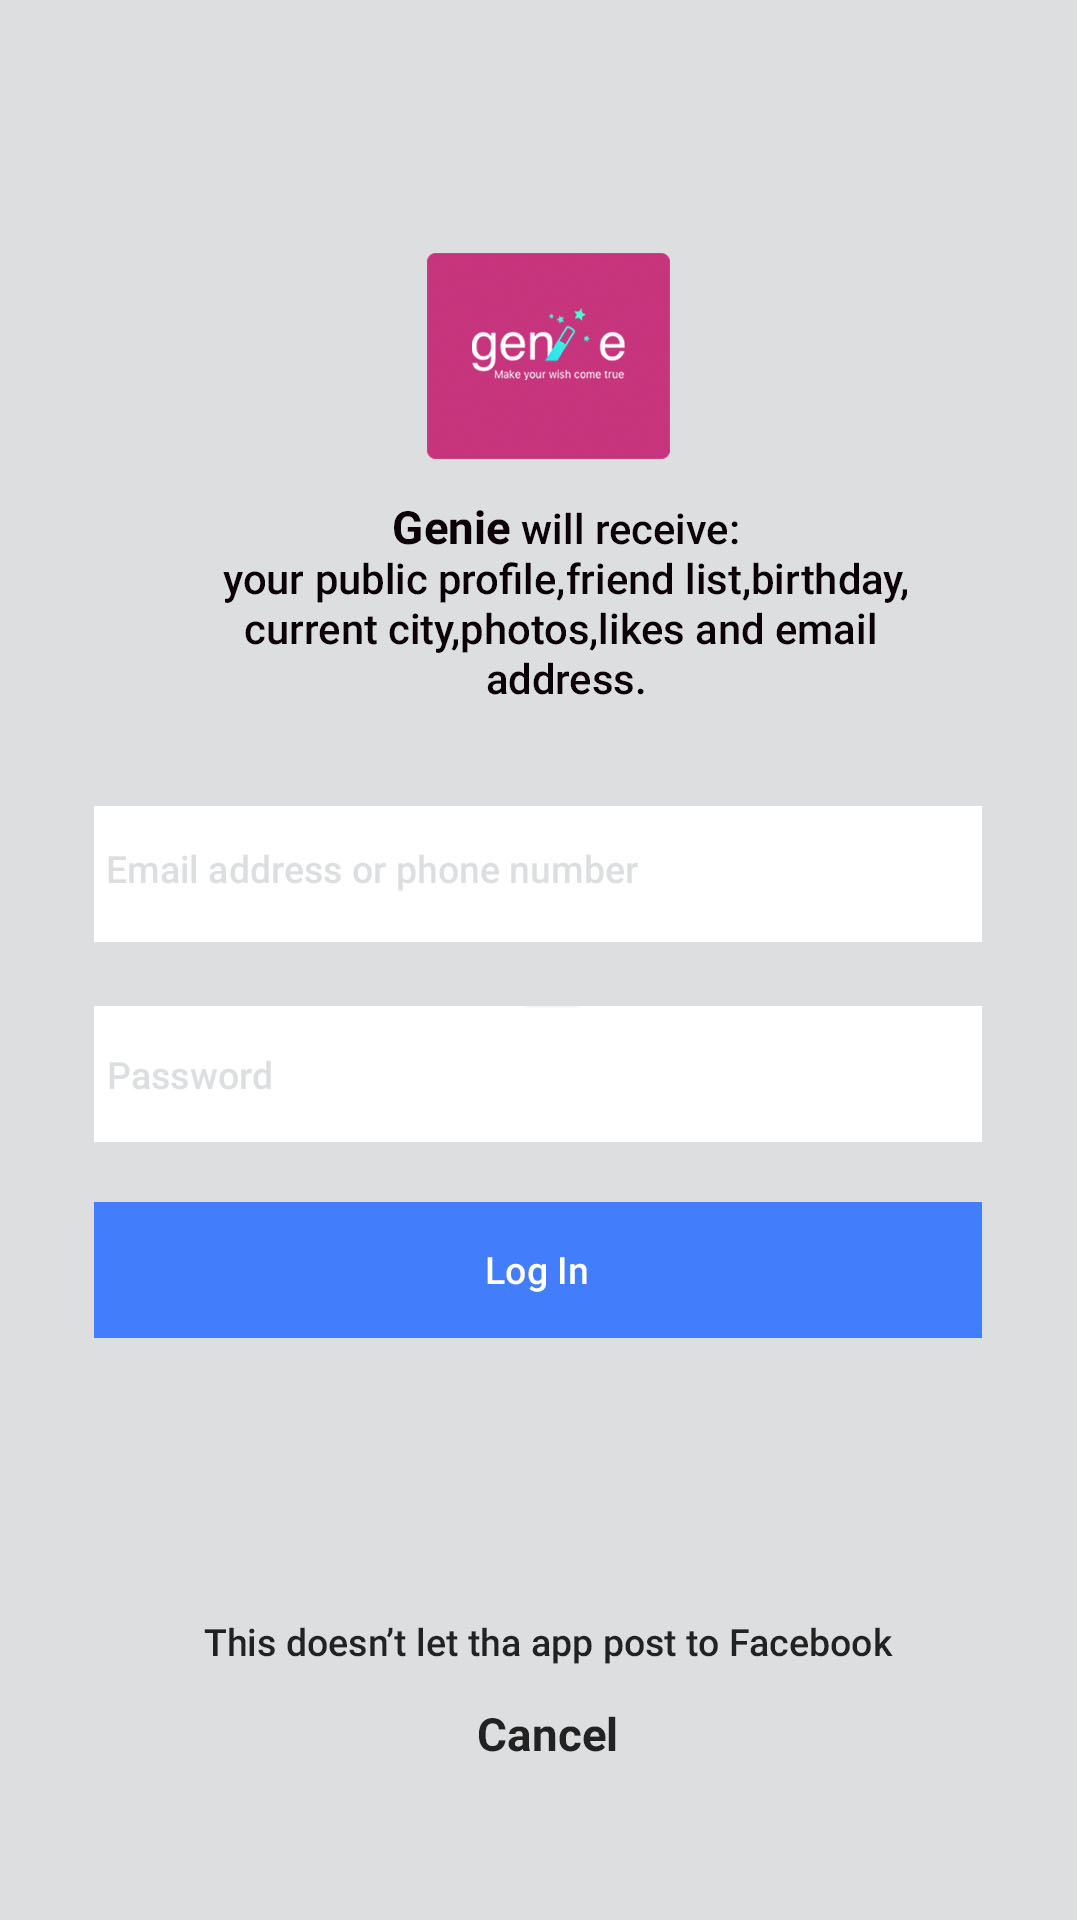 genie
Make your wish come true
Genie will receive:
your public profile,friend list,birthday,
current city,photos,likes and email
address.
Email address or phone number
Password
Log In
This doesn’t let tha app post to Facebook
Cancel